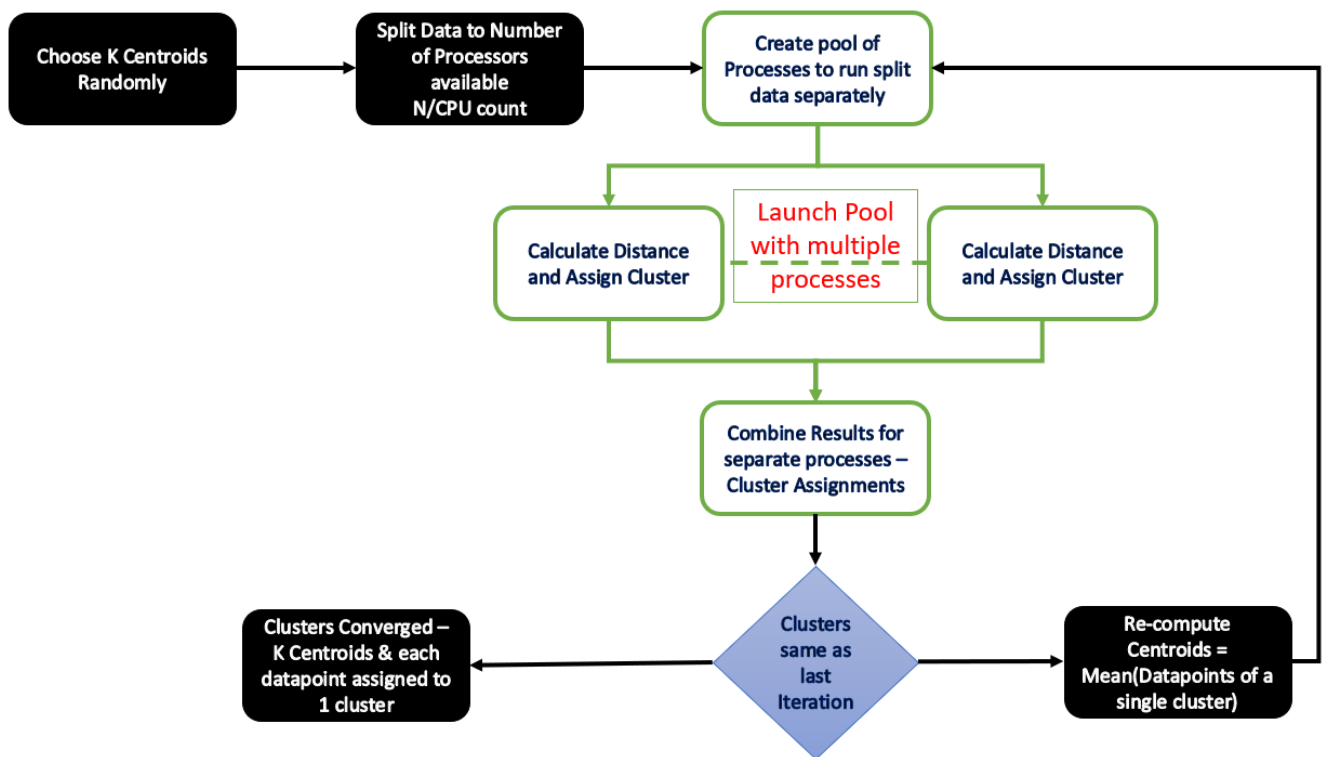 Choose K Centroids
Randomly
Split Data to Number
of Processors
available
N/CPU count
Create pool of
Processes to run split
data separately
Calculate Distance
and Assign Cluster
Launch Pool
with multiple
processes
Calculate Distance
and Assign Cluster
Combine Results for
separate processes –
Cluster Assignments
Clusters
same as
last
Iteration
Clusters Converged –
K Centroids & each
datapoint assigned to
1 cluster
Re-compute
Centroids =
Mean(Datapoints of a
single cluster)